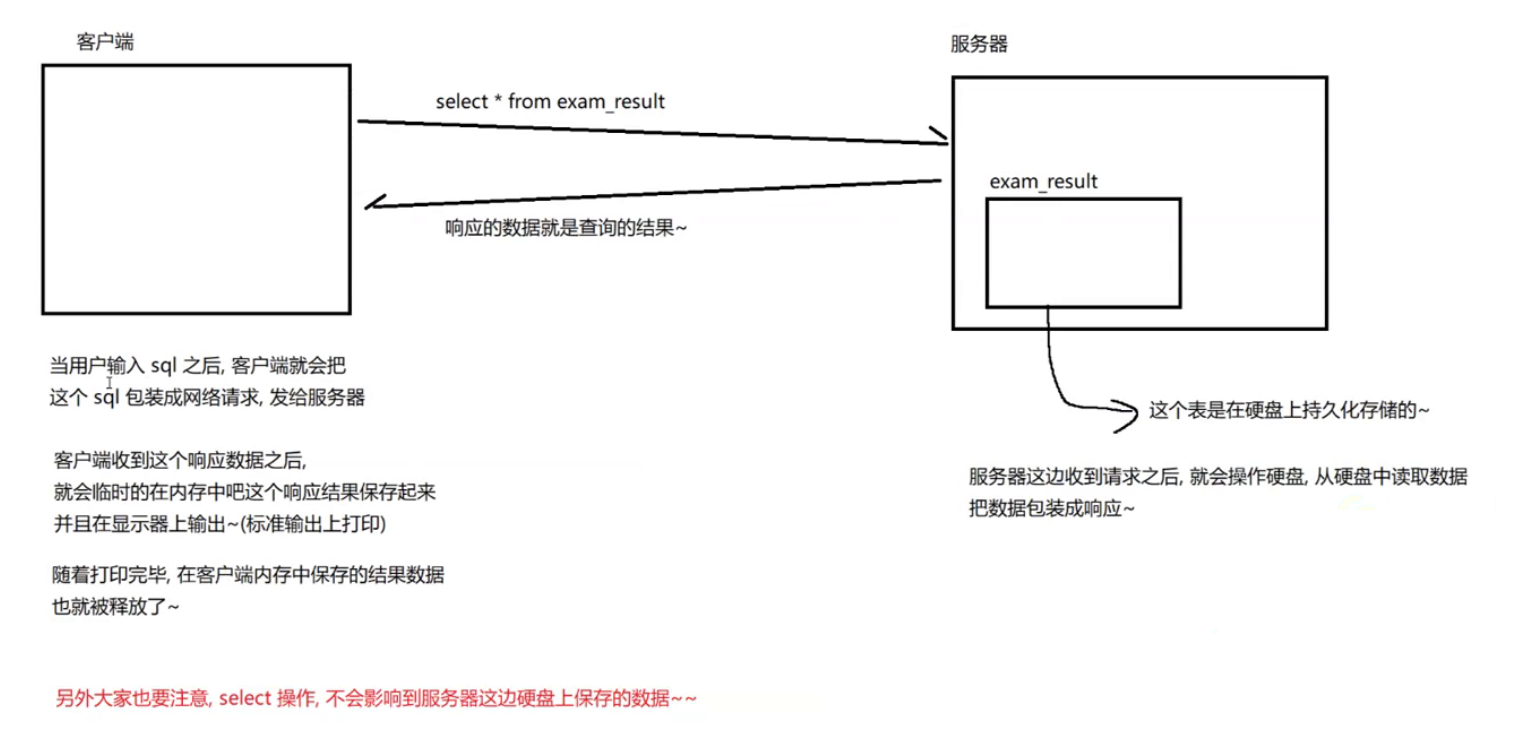 客户端
服务器
select * from exam_result
exam_result
响应的数据就是查询的结果~
当用户输入 sql 之后, 客户端就会把
这个 sql 包装成网络请求, 发给服务器
这个表是在硬盘上持久化存储的~
客户端收到这个响应数据之后,
就会临时的在内存中吧这个响应结果保存起来
并且在显示器上输出~(标准输出上打印)
服务器这边收到请求之后, 就会操作硬盘, 从硬盘中读取数据
把数据包装成响应~
随着打印完毕, 在客户端内存中保存的结果数据
也就被释放了~
另外大家也要注意, select 操作, 不会影响到服务器这边硬盘上保存的数据~~